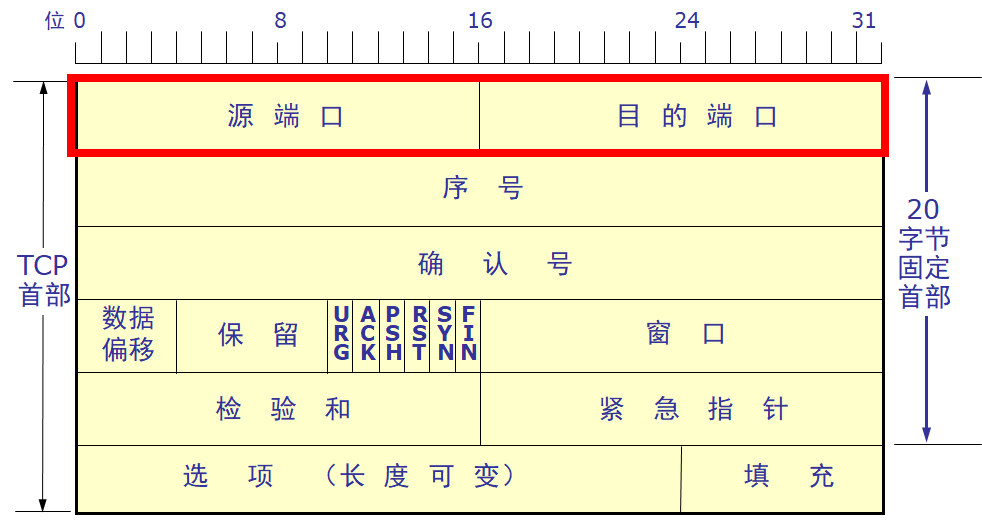 位 0 8 16 24 31
源 端 口 目 的 端 口
序 号
确 认 号
数据
偏移
保 留
URG
ACK
PSH
RST
SYN
FIN
窗 口
检 验 和 紧 急 指 针
选 项 （长 度 可 变） 填 充
TCP
首部
20
字节
固定
首部